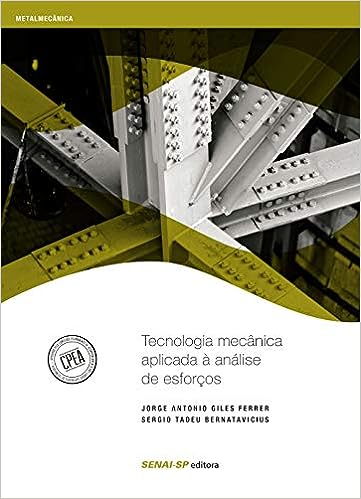 METALMECÂNICA
Tecnologia mecânica
aplicada à análise
de esforços
CPEA
JORGE ANTONIO GILES FERRER
SERGIO TADEU BERNATAVICIUS
SENAI-SP editora